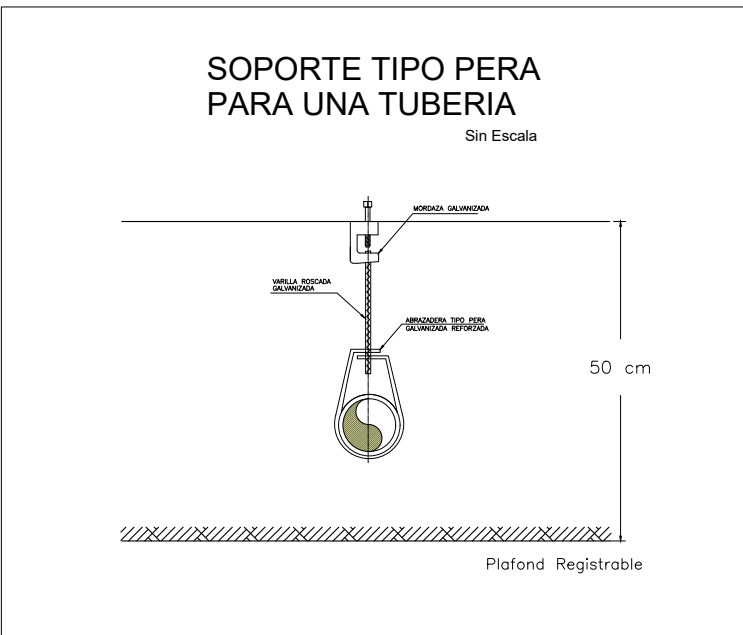 SOPORTE TIPO PERA
PARA UNA TUBERIA
Sin Escala
MORDAZA GALVANIZADA
VARILLA ROSCADA
GALVANIZADA
ABRAZADERA TIPO PERA
GALVANIZADA REFORZADA
50 cm
Plafond Registrable